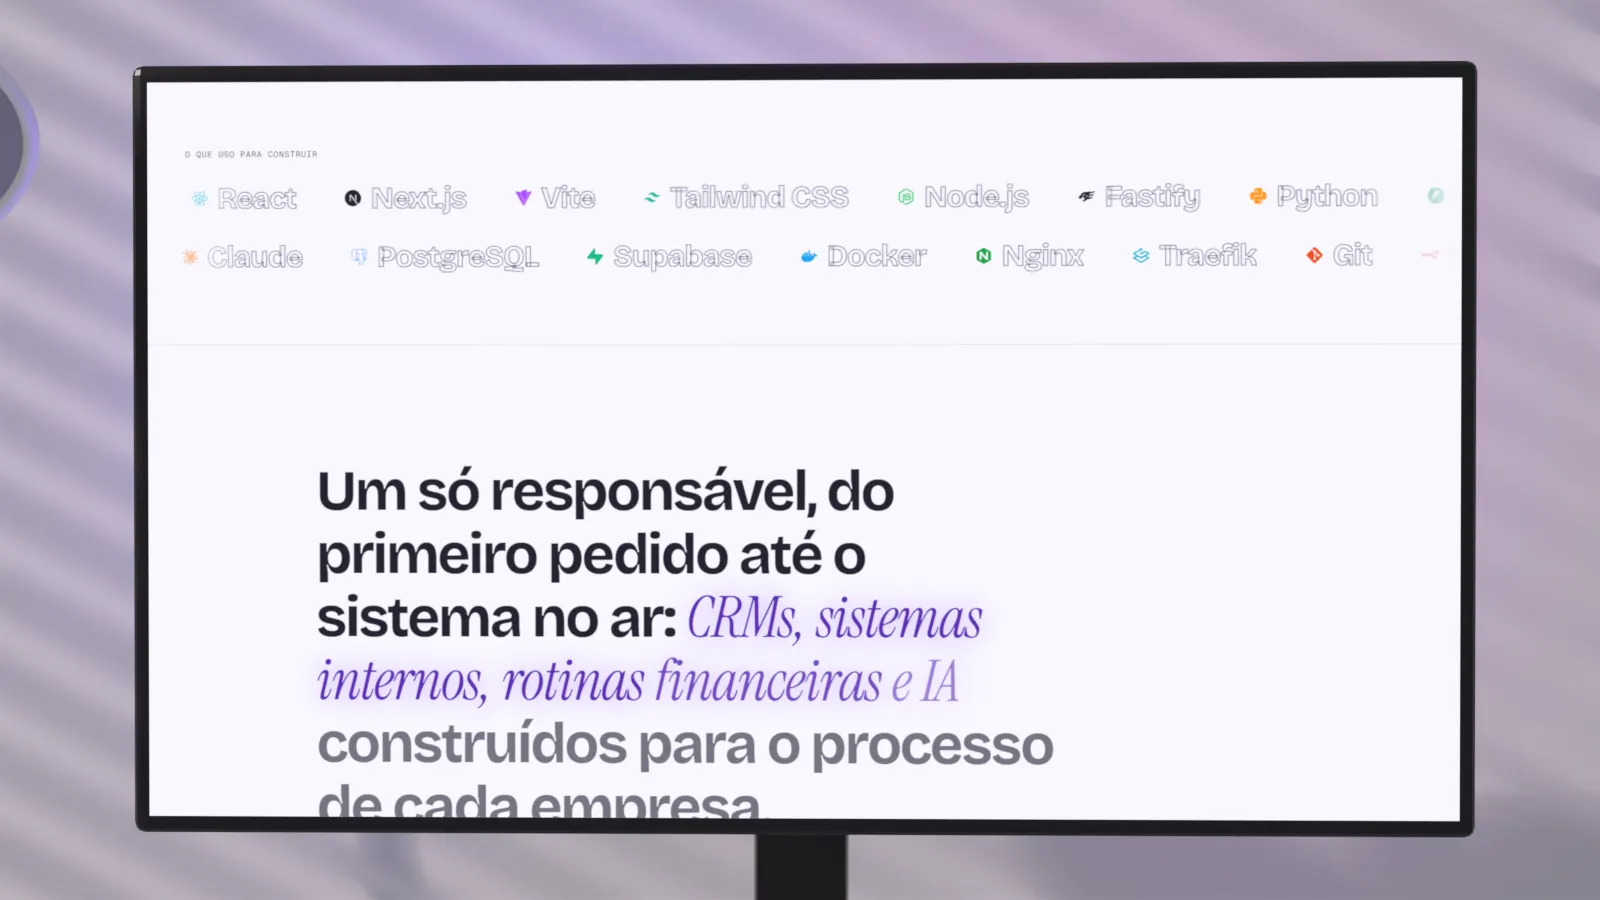 O QUE USO PARA CONSTRUIR
React Next.js Vite Tailwind CSS Node.js Fastify Python
Claude PostgreSQL Supabase Docker Nginx Traefik Git
Um só responsável, do
primeiro pedido até o
sistema no ar: CRMs, sistemas
internos, rotinas financeiras e IA
construídos para o processo
de cada empresa.